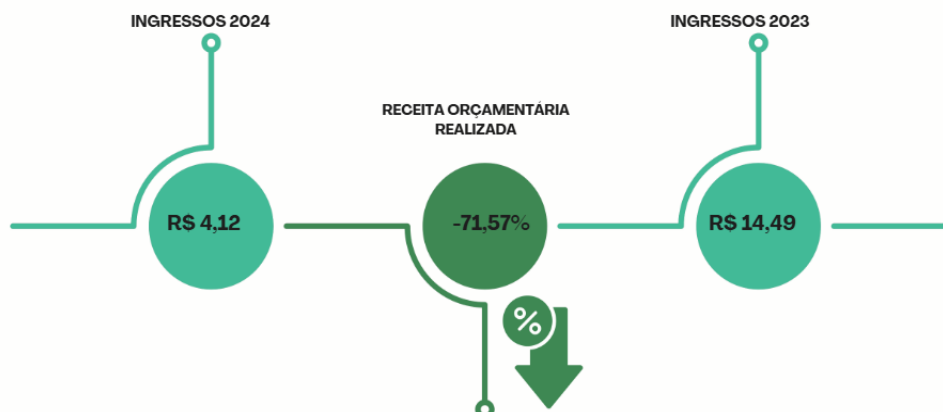 INGRESSOS 2024
INGRESSOS 2023
RECEITA ORÇAMENTÁRIA
REALIZADA
R$ 4,12
-71,57%
R$ 14,49
%